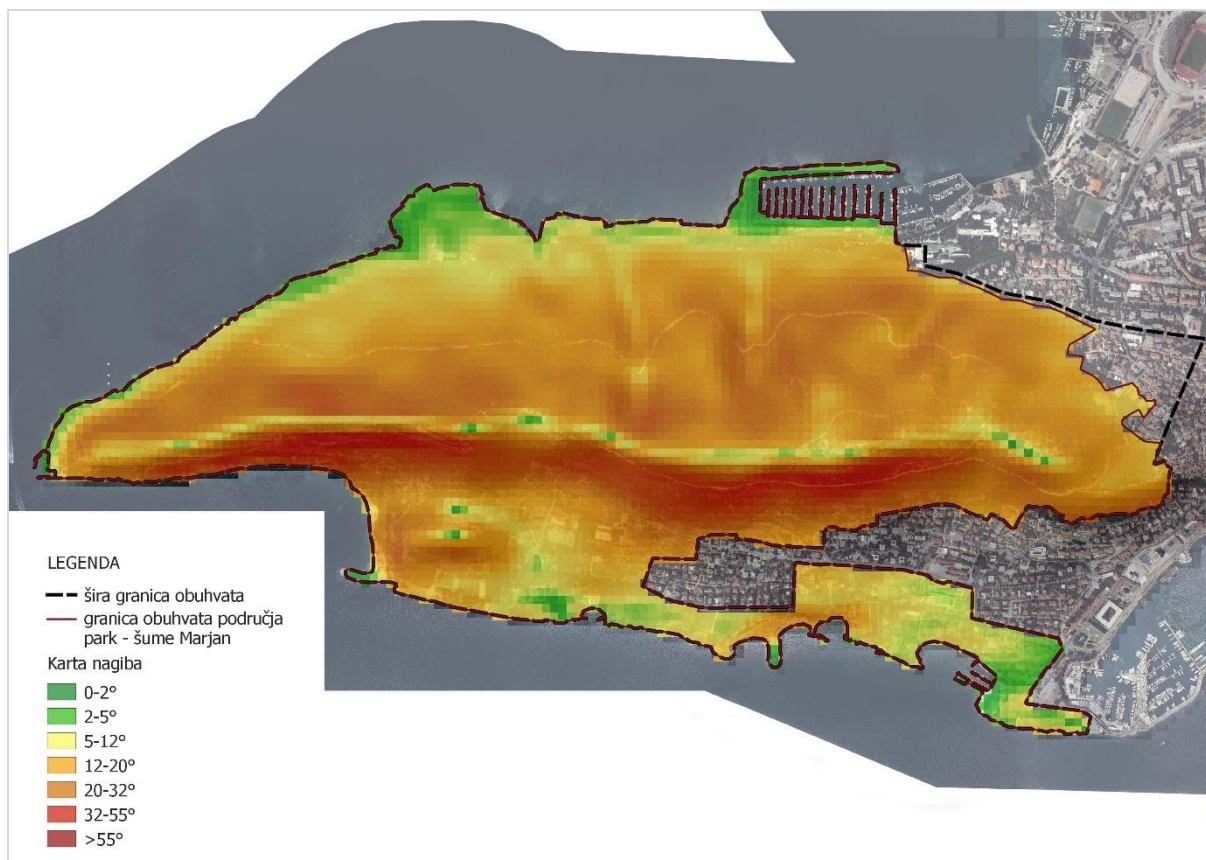 LEGENDA
šira granica obuhvata
granica obuhvata područja
park - šume Marjan
Karta nagiba
0-2°
2-5°
5-12°
12-20°
20-32°
32-55°
>55°